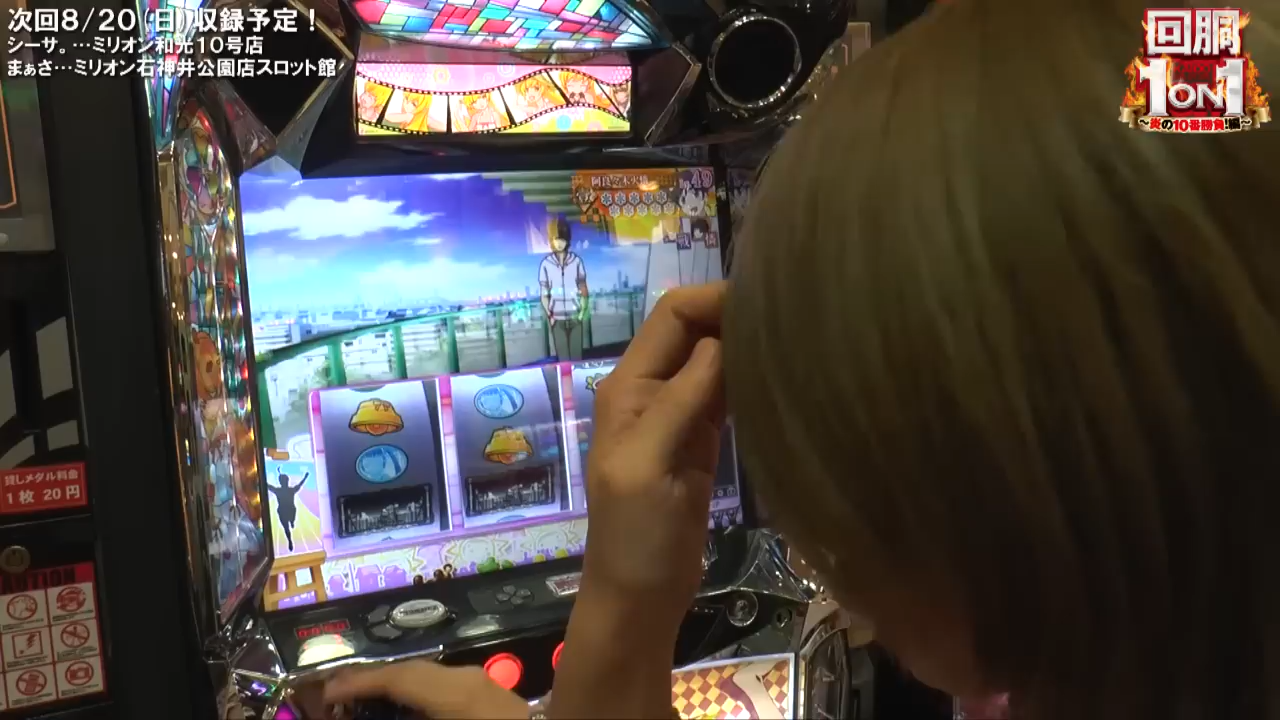 次回8/20(日)収録予定！
シーサ。…ミリオン和光10号店
まぁさ…ミリオン石神井公園店スロット館
回胴
1ON1
～炎の10番勝負!編～
49
貸しメダル料金
1枚 20円
CAUTION